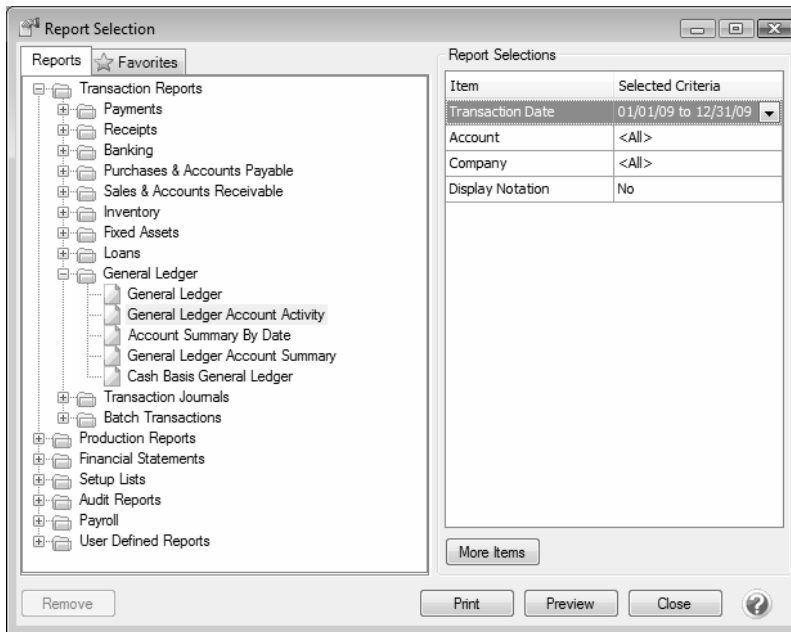 Report Selection
Reports
Favorites
Transaction Reports
Payments
Receipts
Banking
Purchases & Accounts Payable
Sales & Accounts Receivable
Inventory
Fixed Assets
Loans
General Ledger
General Ledger
General Ledger Account Activity
Account Summary By Date
General Ledger Account Summary
Cash Basis General Ledger
Transaction Journals
Batch Transactions
Production Reports
Financial Statements
Setup Lists
Audit Reports
Payroll
User Defined Reports
Report Selections
Item Selected Criteria
Transaction Date 01/01/09 to 12/31/09
Account <All>
Company <All>
Display Notation No
More Items
Remove Print Preview Close ?